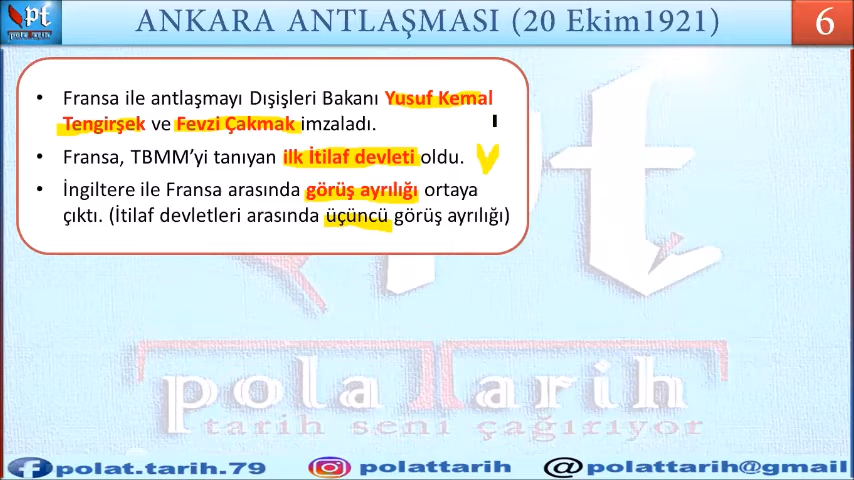 pt
polattarih
ANKARA ANTLAŞMASI (20 Ekim1921)
6
• Fransa ile antlaşmayı Dışişleri Bakanı Yusuf Kemal
Tengirşek ve Fevzi Çakmak imzaladı.
• Fransa, TBMM’yi tanıyan ilk İtilaf devleti oldu.
• İngiltere ile Fransa arasında görüş ayrılığı ortaya
çıktı. (İtilaf devletleri arasında üçüncü görüş ayrılığı)
pt
polattarih
tarih seni çağırıyor
polat.tarih.79
polattarih
@polattarih@gmail